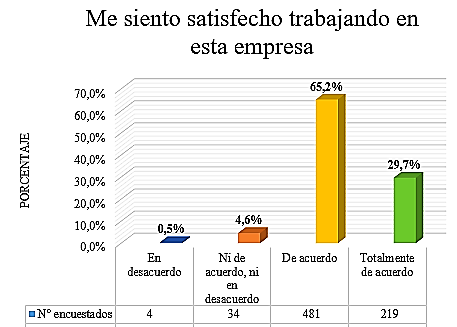 Me siento satisfecho trabajando en
esta empresa
PORCENTAJE
70,0%
60,0%
50,0%
40,0%
30,0%
20,0%
10,0%
0,0%
0,5%
4,6%
65,2%
29,7%
En
desacuerdo
Ni de
acuerdo, ni
en
desacuerdo
De acuerdo
Totalmente
de acuerdo
N° encuestados 4 34 481 219